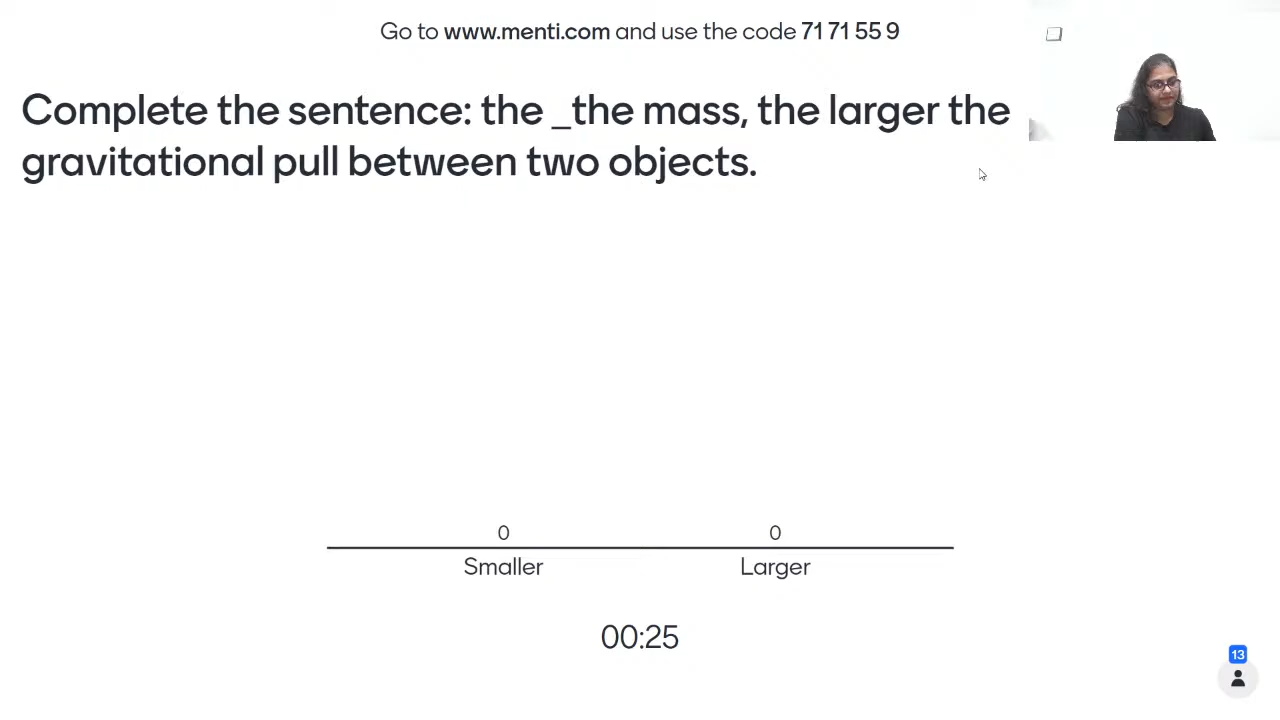 Go to www.menti.com and use the code 71 71 55 9
Complete the sentence: the _the mass, the larger the
gravitational pull between two objects.
0 0
Smaller Larger
00:25
13